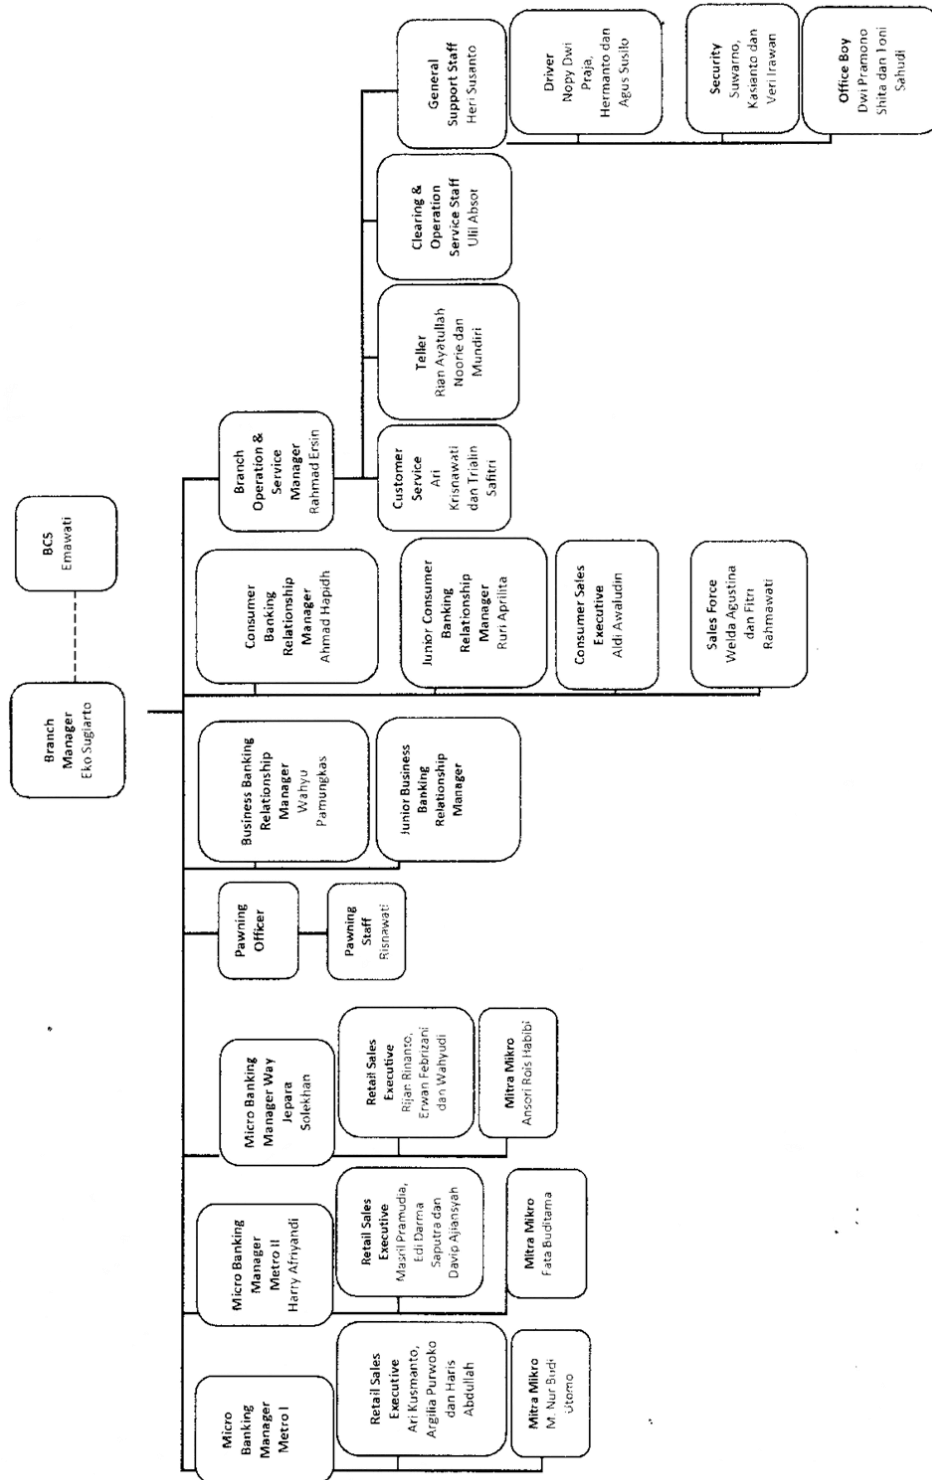 Branch
Manager
Eko Sugiarto
BCS
Emawati
Micro
Banking
Manager
Metro I
Retail Sales
Executive
Ari Kusmanto,
Argilia Purwoko
dan Haris
Abdullah
Mitra Mikro
M. Nur Budi
Utomo
Micro Banking
Manager
Metro II
Harry Afriyandi
Retail Sales
Executive
Masril Pramudia,
Edi Darma
Saputra dan
Davip Ajiansyah
Mitra Mikro
Fata Buditama
Micro Banking
Manager Way
Jepara
Solekhan
Retail Sales
Executive
Rijan Rinanto,
Erwan Febrizani
dan Wahyudi
Mitra Mikro
Ansori Rois Habibi
Pawning
Officer
Pawning
Staff
Risnawati
Business Banking
Relationship
Manager
Wahyu
Pamungkas
Junior Business
Banking
Relationship
Manager
Consumer
Banking
Relationship
Manager
Ahmad Hapidh
Junior Consumer
Banking
Relationship
Manager
Ruri Aprilita
Consumer Sales
Executive
Aldi Awaludin
Sales Force
Welda Agustina
dan Fitri
Rahmawati
Branch
Operation &
Service
Manager
Rahmad Ersin
Customer
Service
Ari
Krisnawati
dan Trialin
Safitri
Teller
Rian Ayatullah
Noorie dan
Mundiri
Clearing &
Operation
Service Staff
Ulil Absor
General
Support Staff
Heri Susanto
Driver
Nopy Dwi
Praja,
Hermanto dan
Agus Susilo
Security
Suwarno,
Kasianto dan
Veri Irawan
Office Boy
Dwi Pramono
Shita dan Toni
Sahudi